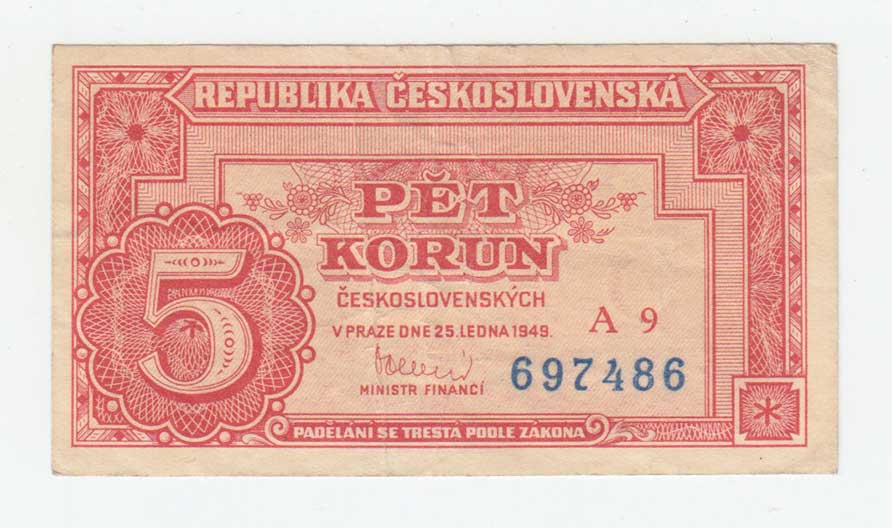 REPUBLIKA ČESKOSLOVENSKÁ
PĚT
KORUN
ČESKOSLOVENSKÝCH
V PRAZE DNE 25. LEDNA 1949.
A 9
697486
MINISTR FINANCÍ
5
PADĚLÁNÍ SE TRESTÁ PODLE ZÁKONA